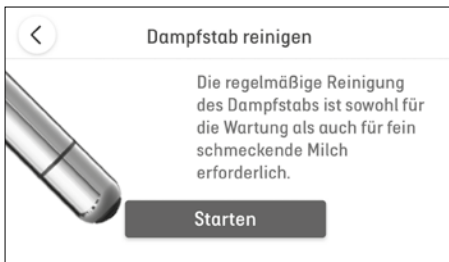 Dampfstab reinigen
Die regelmäßige Reinigung
des Dampfstabs ist sowohl für
die Wartung als auch für fein
schmeckende Milch
erforderlich.
Starten